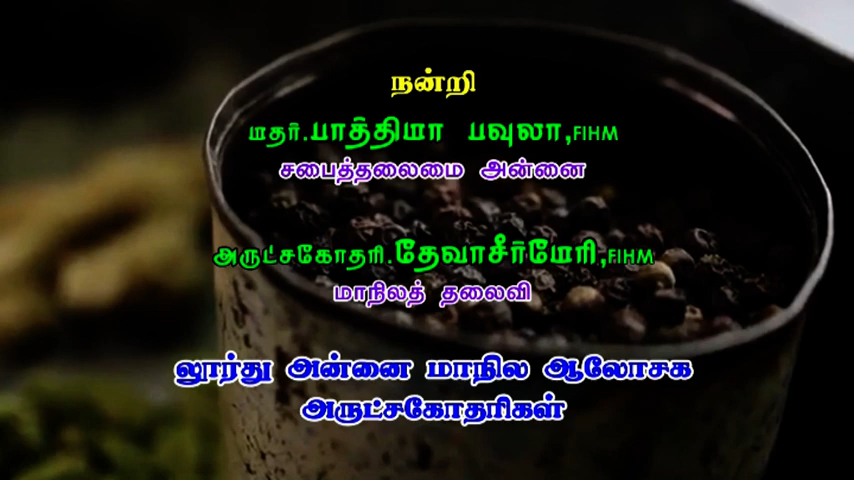 நன்றி
மதர்.பாத்திமா பவுலா,FIHM
சபைத்தலைமை அன்னை
அருட்சகோதரி.தேவாசீர்மேரி,FIHM
மாநிலத் தலைவி
லூர்து அன்னை மாநில ஆலோசக
அருட்சகோதரிகள்